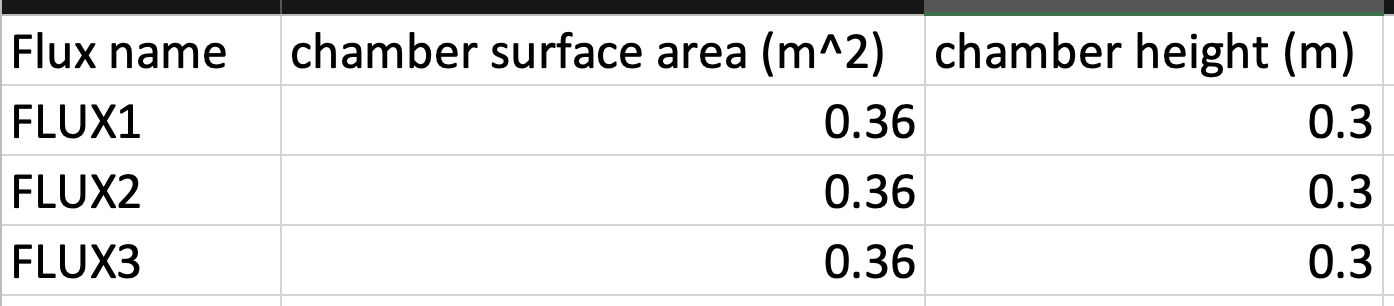 Flux name chamber surface area (m^2) chamber height (m)
FLUX1 0.36 0.3
FLUX2 0.36 0.3
FLUX3 0.36 0.3